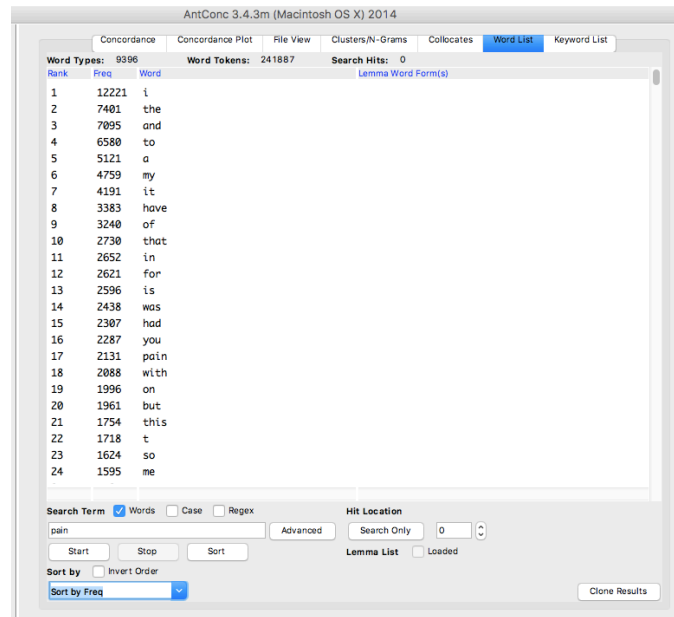 AntConc 3.4.3m (Macintosh OS X) 2014
Concordance Concordance Plot File View Clusters/N-Grams Collocates Word List Keyword List
Word Types: 9396 Word Tokens: 241887 Search Hits: 0
Rank Freq Word Lemma Word Form(s)
1 12221 i
2 7401 the
3 7095 and
4 6580 to
5 5121 a
6 4759 my
7 4191 it
8 3383 have
9 3240 of
10 2730 that
11 2652 in
12 2621 for
13 2596 is
14 2438 was
15 2307 had
16 2287 you
17 2131 pain
18 2088 with
19 1996 on
20 1961 but
21 1754 this
22 1718 t
23 1624 so
24 1595 me
Search Term Words Case Regex Hit Location
pain Advanced Search Only 0
Start Stop Sort Lemma List Loaded
Sort by Invert Order
Sort by Freq Clone Results